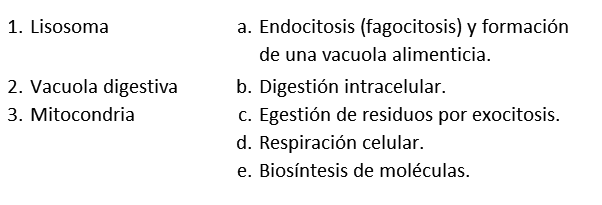 1. Lisosoma a. Endocitosis (fagocitosis) y formación
de una vacuola alimenticia.
2. Vacuola digestiva b. Digestión intracelular.
3. Mitocondria c. Egestión de residuos por exocitosis.
d. Respiración celular.
e. Biosíntesis de moléculas.